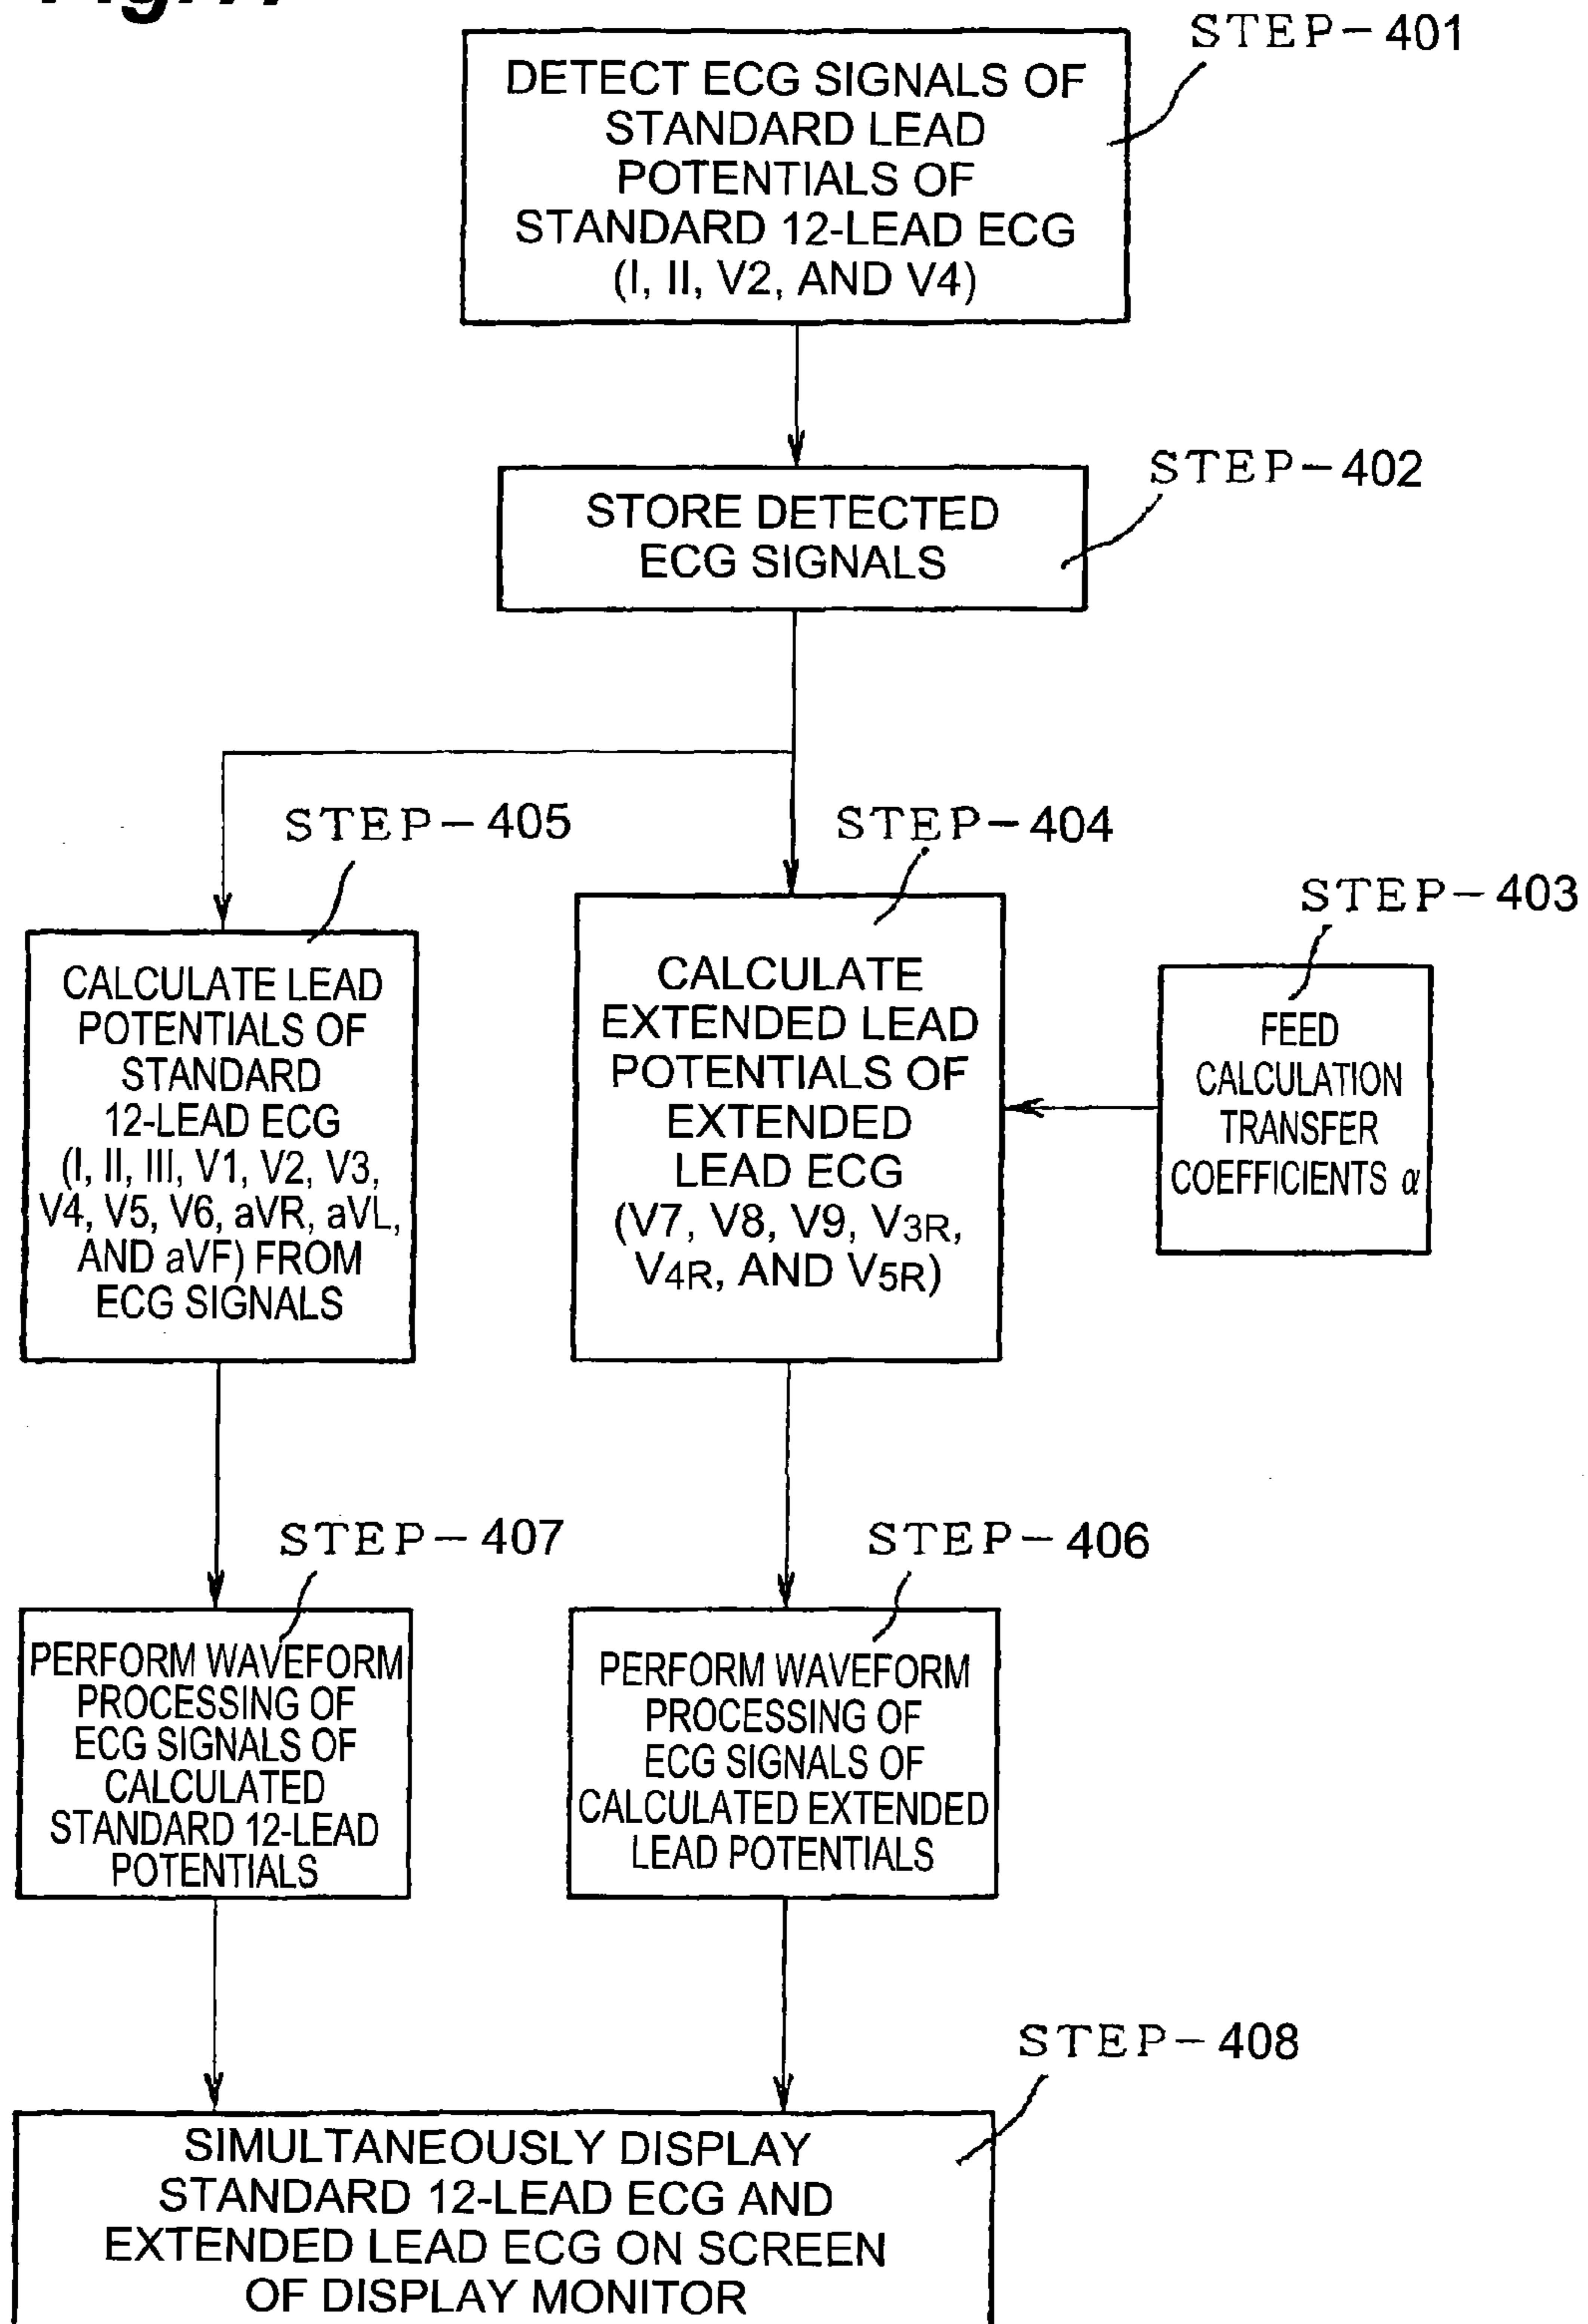 STEP-401
DETECT ECG SIGNALS OF
STANDARD LEAD
POTENTIALS OF
STANDARD 12-LEAD ECG
(I, II, V2, AND V4)
STEP-402
STORE DETECTED
ECG SIGNALS
STEP-405
CALCULATE LEAD
POTENTIALS OF
STANDARD
12-LEAD ECG
(I, II, III, V1, V2, V3,
V4, V5, V6, aVR, aVL,
AND aVF) FROM
ECG SIGNALS
STEP-404
CALCULATE
EXTENDED LEAD
POTENTIALS OF
EXTENDED
LEAD ECG
(V7, V8, V9, V3R,
V4R, AND V5R)
STEP-403
FEED
CALCULATION
TRANSFER
COEFFICIENTS α
STEP-407
PERFORM WAVEFORM
PROCESSING OF
ECG SIGNALS OF
CALCULATED
STANDARD 12-LEAD
POTENTIALS
STEP-406
PERFORM WAVEFORM
PROCESSING OF
ECG SIGNALS OF
CALCULATED EXTENDED
LEAD POTENTIALS
STEP-408
SIMULTANEOUSLY DISPLAY
STANDARD 12-LEAD ECG AND
EXTENDED LEAD ECG ON SCREEN
OF DISPLAY MONITOR